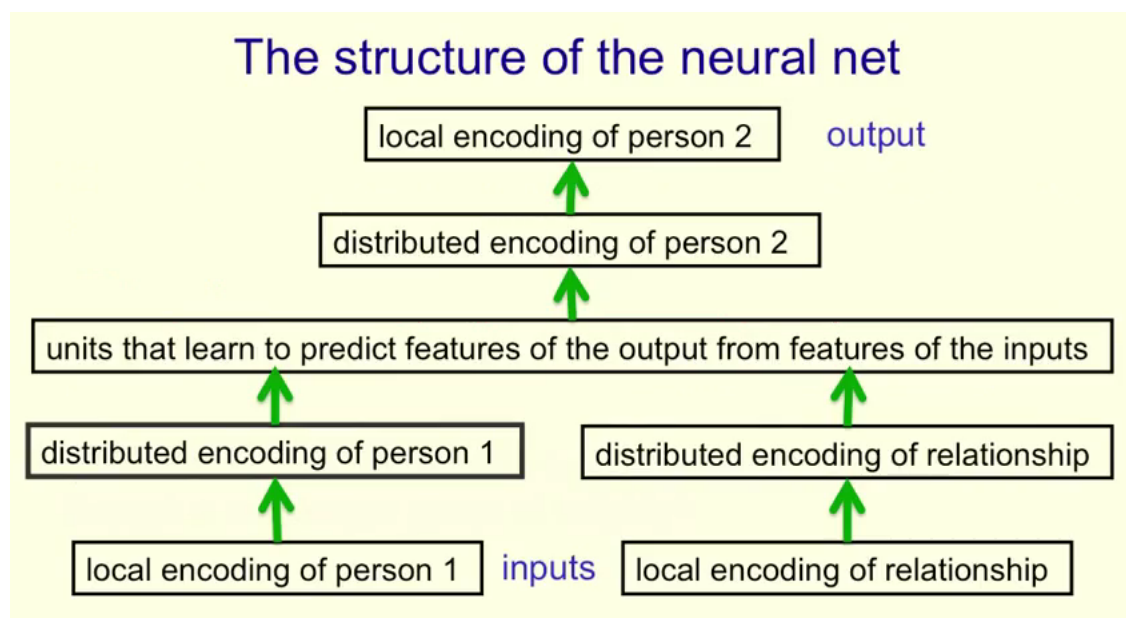 The structure of the neural net
local encoding of person 2
output
distributed encoding of person 2
units that learn to predict features of the output from features of the inputs
distributed encoding of person 1
distributed encoding of relationship
local encoding of person 1
inputs
local encoding of relationship